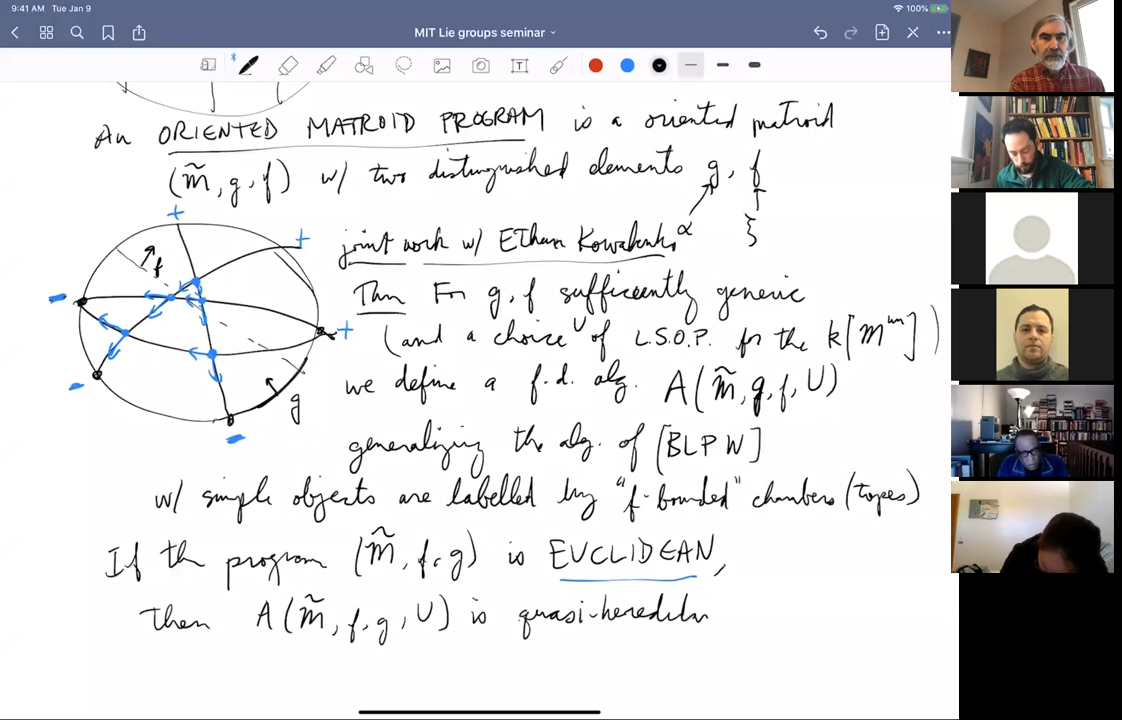 9:41 AM Tue Jan 9
100%
MIT Lie groups seminar
An ORIENTED MATROID PROGRAM is a oriented matroid
(M̃, g, f) w/ two distinguished elements g, f
α ξ
joint work w/ Ethan Kowalenko
Thm For g, f sufficiently generic
(and a choice U of L.S.O.P. for the k[Mᵘⁿ])
we define a f.d. alg. A(M̃, g, f, U)
generalizing the alg. of [BLPW]
w/ simple objects are labelled by "f-bounded" chambers (topes)
If the program (M̃, f, g) is EUCLIDEAN,
then A(M̃, f, g, U) is quasi-hereditar
+ + + - - -
f
g